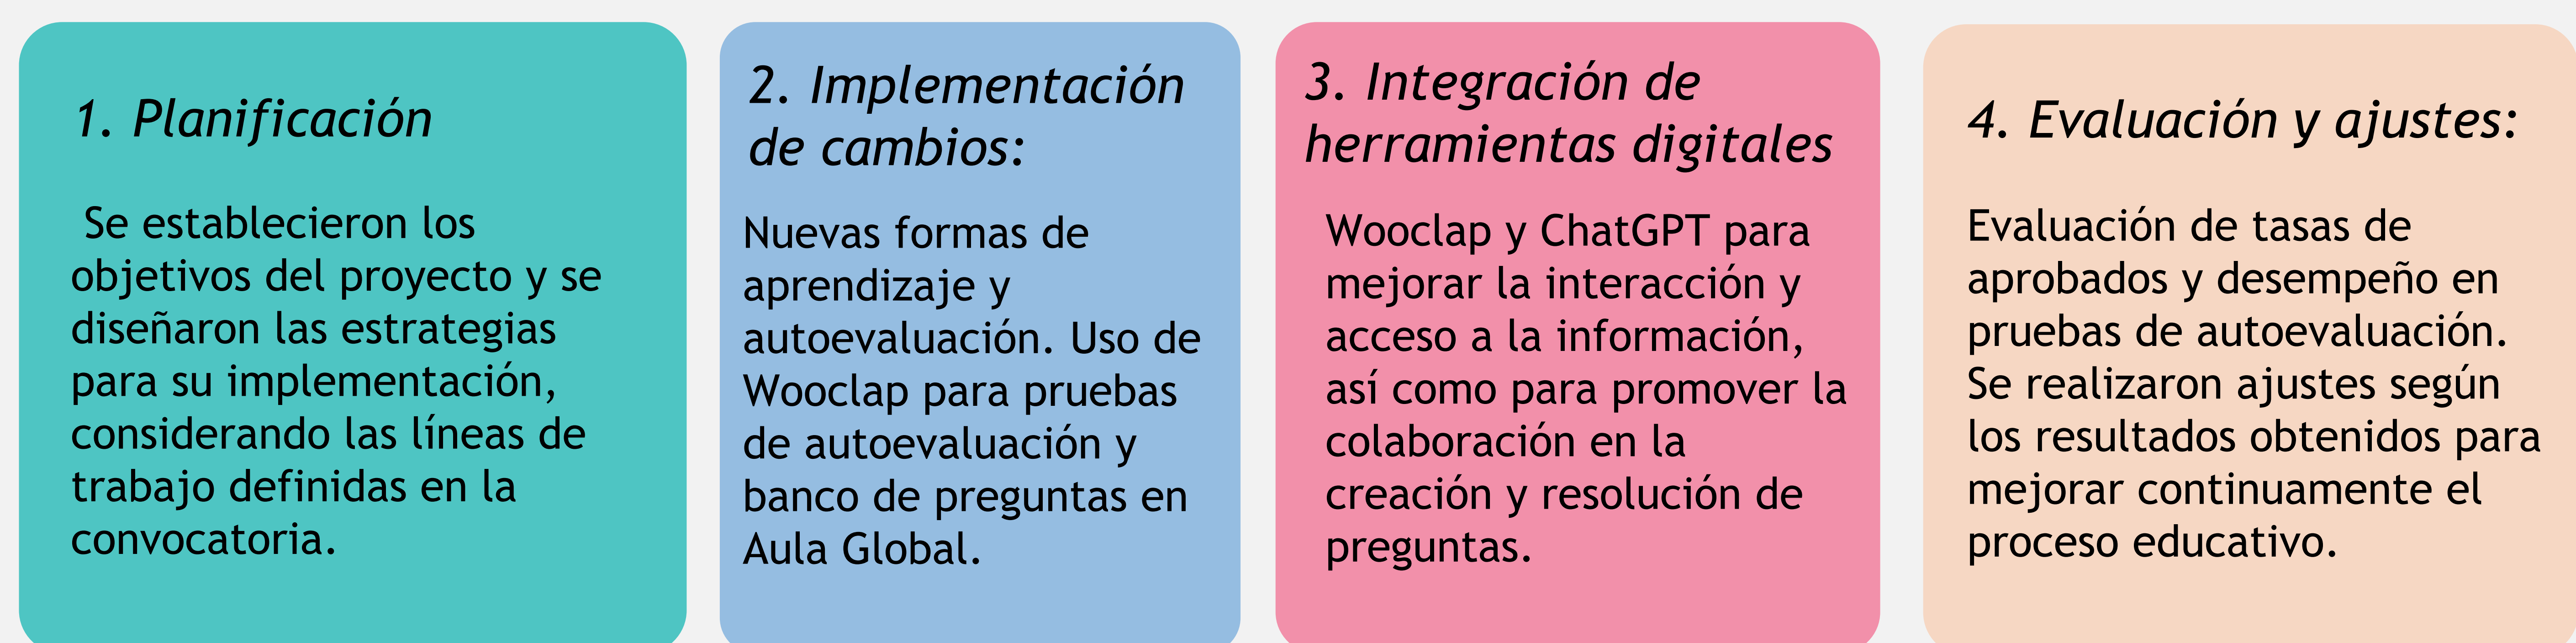 1. Planificación
Se establecieron los
objetivos del proyecto y se
diseñaron las estrategias
para su implementación,
considerando las líneas de
trabajo definidas en la
convocatoria.
2. Implementación
de cambios:
Nuevas formas de
aprendizaje y
autoevaluación. Uso de
Wooclap para pruebas
de autoevaluación y
banco de preguntas en
Aula Global.
3. Integración de
herramientas digitales
Wooclap y ChatGPT para
mejorar la interacción y
acceso a la información,
así como para promover la
colaboración en la
creación y resolución de
preguntas.
4. Evaluación y ajustes:
Evaluación de tasas de
aprobados y desempeño en
pruebas de autoevaluación.
Se realizaron ajustes según
los resultados obtenidos para
mejorar continuamente el
proceso educativo.